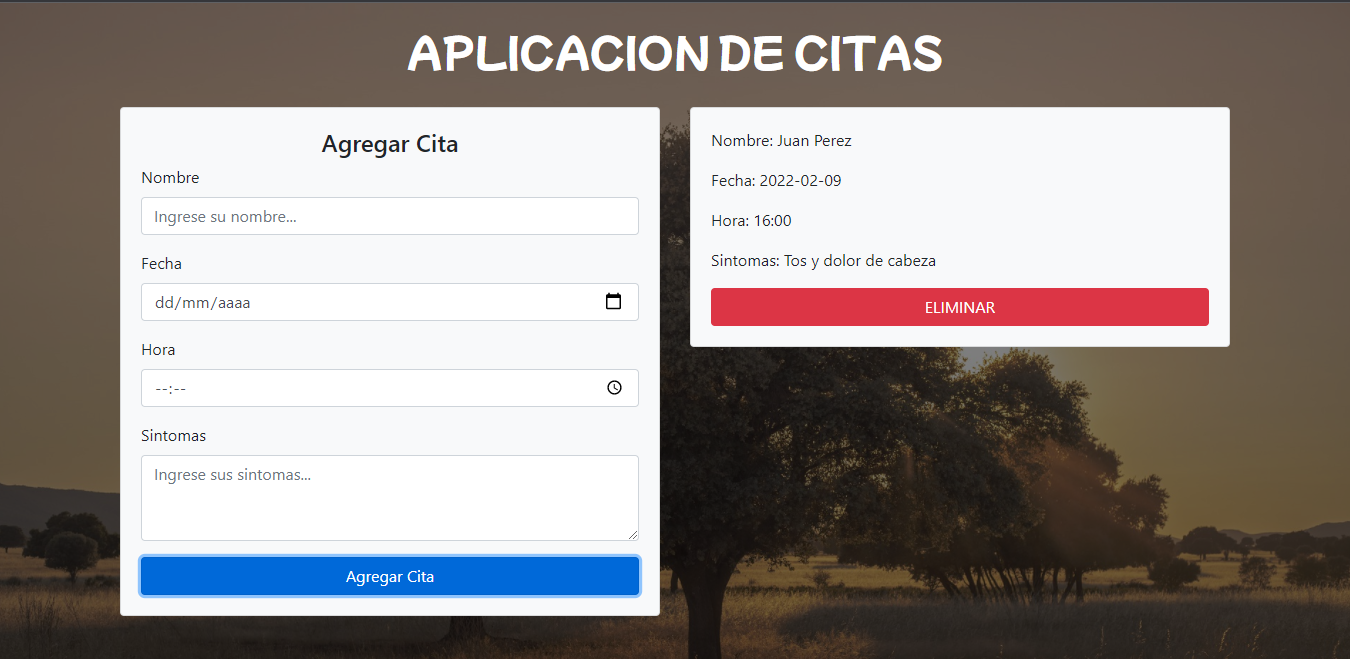 APLICACION DE CITAS
Agregar Cita
Nombre
Ingrese su nombre...
Fecha
dd/mm/aaaa
Hora
--:--
Sintomas
Ingrese sus sintomas...
Agregar Cita
Nombre: Juan Perez
Fecha: 2022-02-09
Hora: 16:00
Sintomas: Tos y dolor de cabeza
ELIMINAR